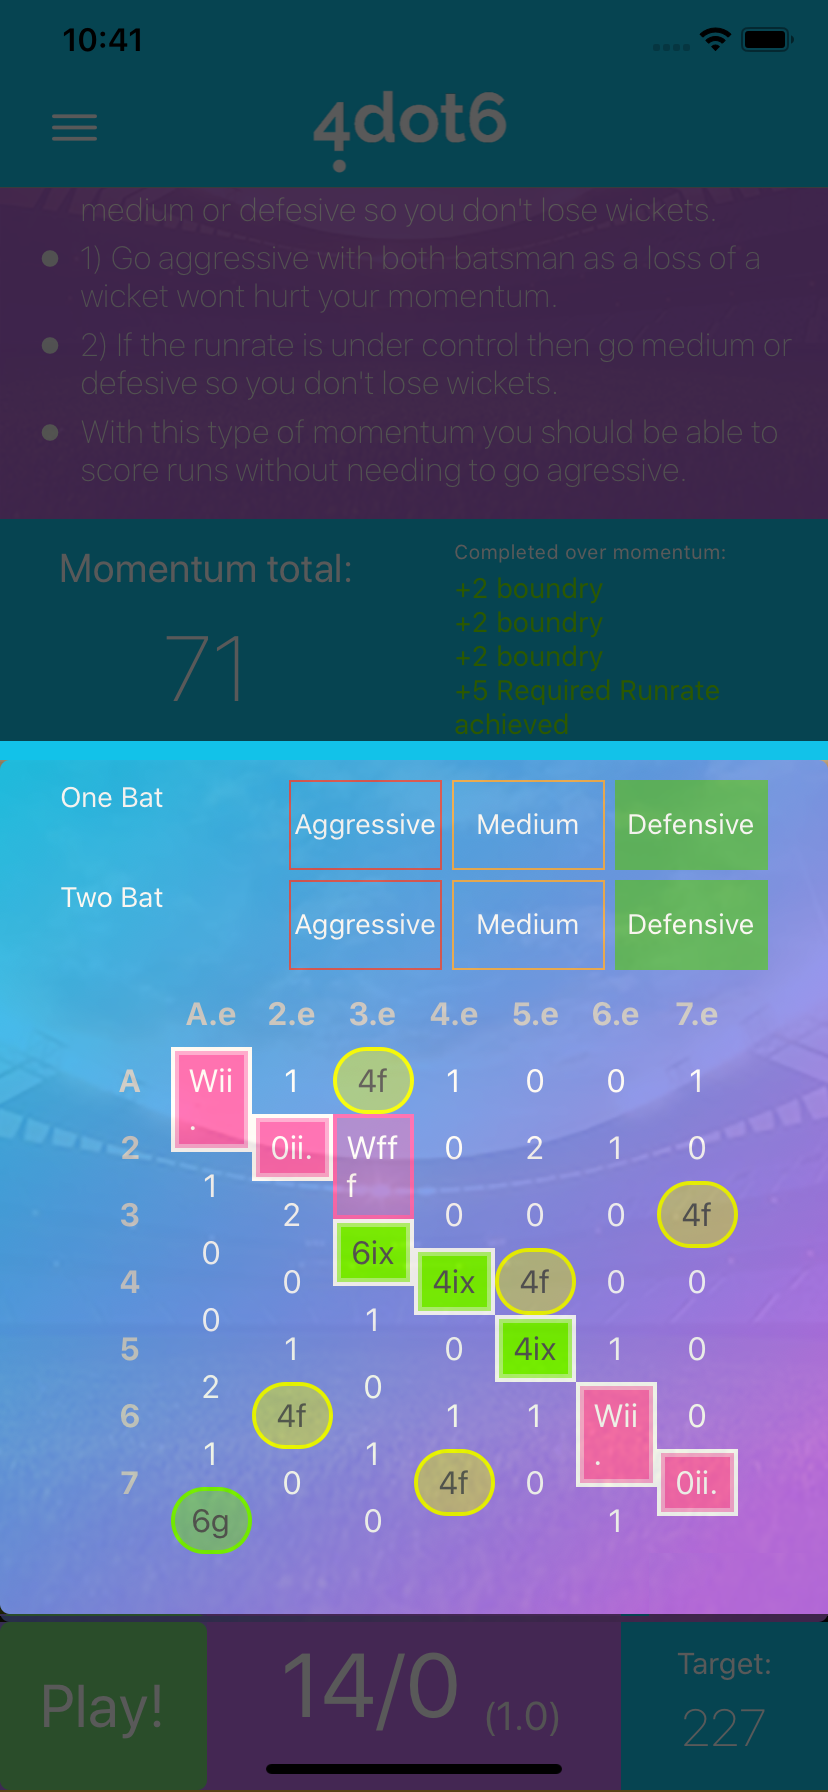 10:41
4dot6
medium or defesive so you don't lose wickets.
1) Go aggressive with both batsman as a loss of a
wicket wont hurt your momentum.
2) If the runrate is under control then go medium or
defesive so you don't lose wickets.
With this type of momentum you should be able to
score runs without needing to go agressive.
Momentum total:
71
Completed over momentum:
+2 boundry
+2 boundry
+2 boundry
+5 Required Runrate
achieved
One Bat Aggressive Medium Defensive
Two Bat Aggressive Medium Defensive
A.e 2.e 3.e 4.e 5.e 6.e 7.e
A Wii. 1 4f 1 0 0 1
2 1 0ii. Wfff 0 2 1 0
3 0 2 6ix 0 0 0 4f
4 0 0 1 4ix 4f 0 0
5 2 1 0 0 4ix 1 0
6 1 4f 1 1 1 Wii. 0
7 6g 0 0 4f 0 1 0ii.
Play!
14/0 (1.0)
Target:
227